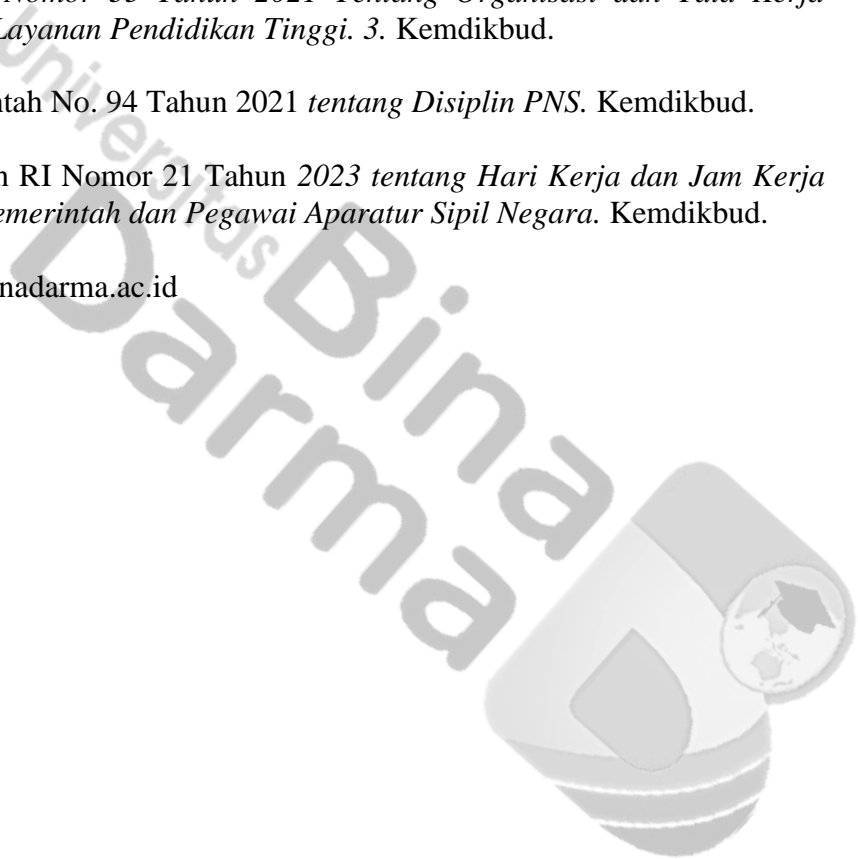 Nomor 35 Tahun 2021 Tentang Organisasi dan Tata Kerja
Layanan Pendidikan Tinggi. 3. Kemdikbud.
ntah No. 94 Tahun 2021 tentang Disiplin PNS. Kemdikbud.
n RI Nomor 21 Tahun 2023 tentang Hari Kerja dan Jam Kerja
emerintah dan Pegawai Aparatur Sipil Negara. Kemdikbud.
nadarma.ac.id
Universitas
Bina
Darma